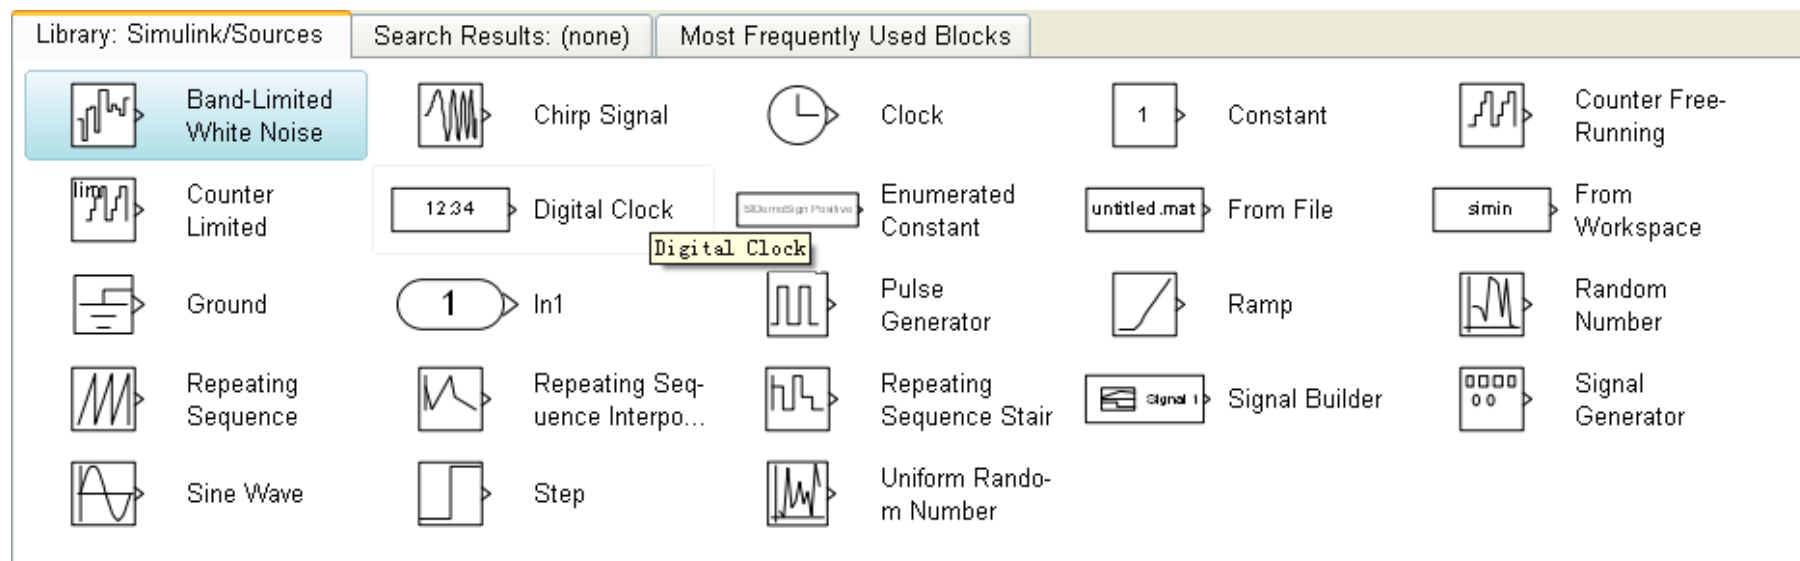 Library: Simulink/Sources
Search Results: (none)
Most Frequently Used Blocks
Band-Limited
White Noise
Chirp Signal
Clock
1
Constant
Counter Free-
Running
lim
Counter
Limited
12:34
Digital Clock
SlDemoSign.Positive
Enumerated
Constant
untitled.mat
From File
simin
From
Workspace
Digital Clock
Ground
1
In1
Pulse
Generator
Ramp
Random
Number
Repeating
Sequence
Repeating Seq-
uence Interpo...
Repeating
Sequence Stair
Signal 1
Signal Builder
Signal
Generator
Sine Wave
Step
Uniform Rando-
m Number